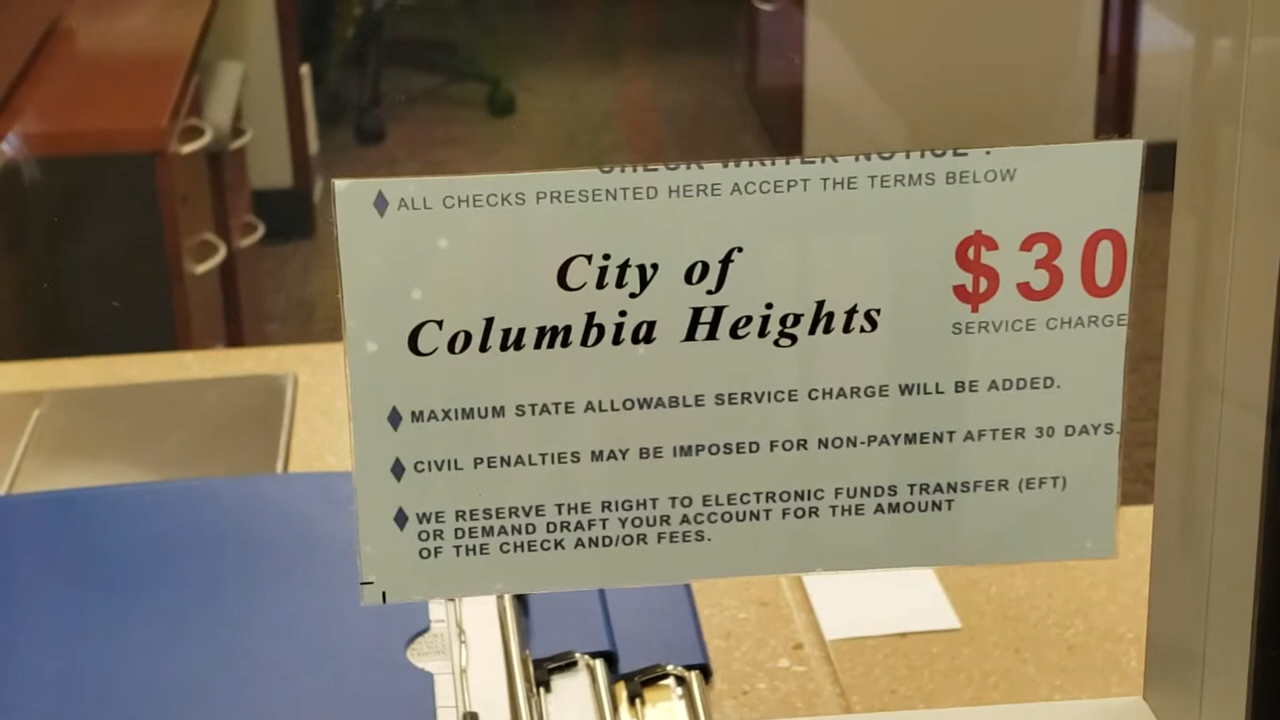 CHECK WRITER NOTICE :
ALL CHECKS PRESENTED HERE ACCEPT THE TERMS BELOW
City of
Columbia Heights
$30
SERVICE CHARGE
MAXIMUM STATE ALLOWABLE SERVICE CHARGE WILL BE ADDED.
CIVIL PENALTIES MAY BE IMPOSED FOR NON-PAYMENT AFTER 30 DAYS.
WE RESERVE THE RIGHT TO ELECTRONIC FUNDS TRANSFER (EFT)
OR DEMAND DRAFT YOUR ACCOUNT FOR THE AMOUNT
OF THE CHECK AND/OR FEES.